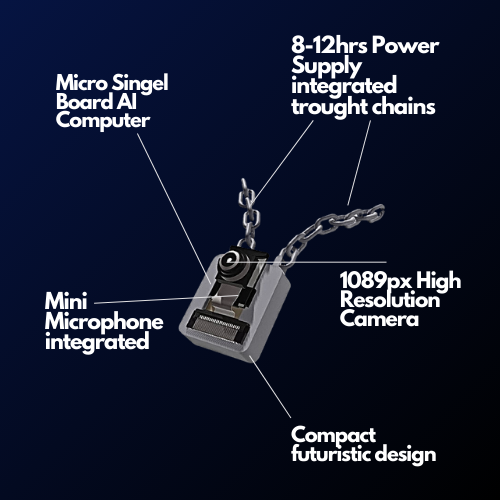 8-12hrs Power
Supply
integrated
trought chains
Micro Singel
Board AI
Computer
1089px High
Resolution
Camera
Mini
Microphone
integrated
Compact
futuristic design